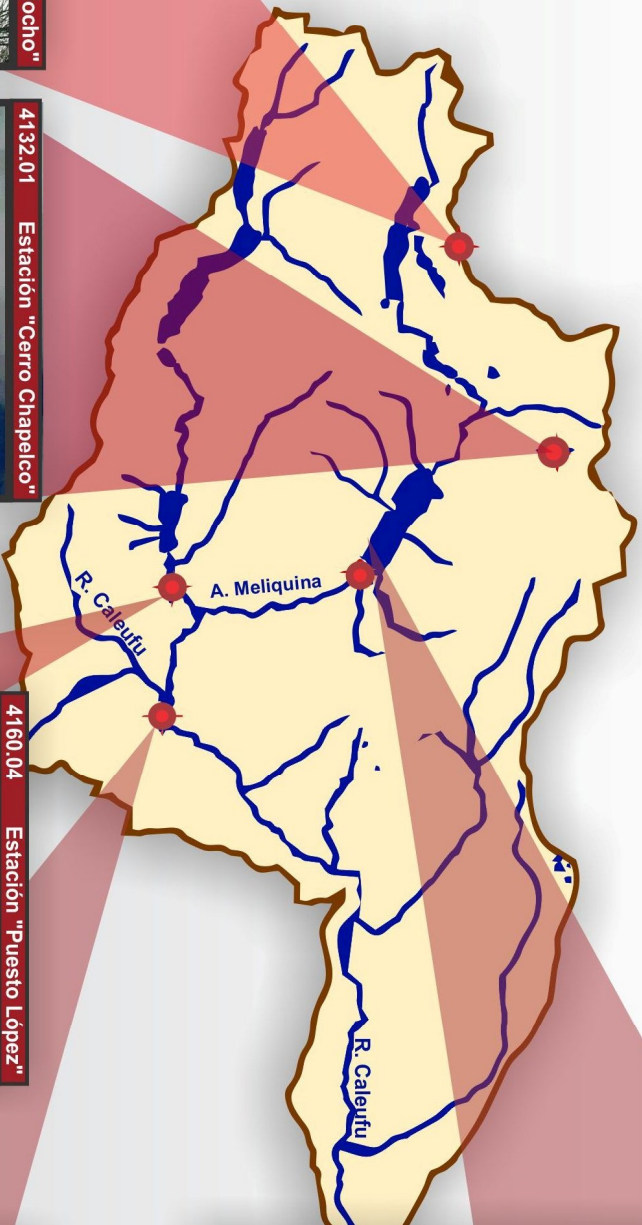 ocho"
4132.01 Estación "Cerro Chapelco"
A. Meliquina
R. Caleufu
4160.04 Estación "Puesto López"
R. Caleufu